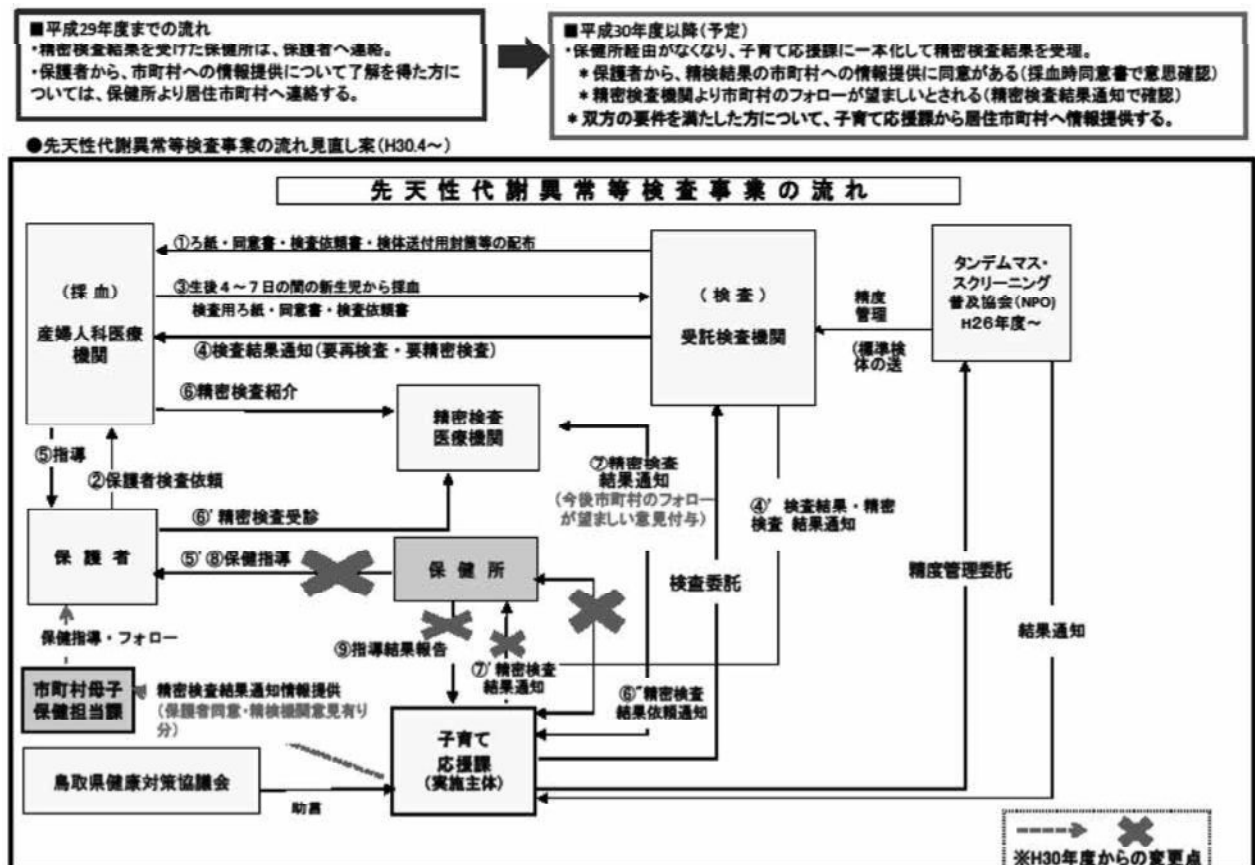 ■平成29年度までの流れ
・精密検査結果を受けた保健所は、保護者へ連絡。
・保護者から、市町村への情報提供について了解を得た方に
ついては、保健所より居住市町村へ連絡する。
■平成30年度以降(予定)
・保健所経由がなくなり、子育て応援課に一本化して精密検査結果を受理。
＊保護者から、精検結果の市町村への情報提供に同意がある(採血時同意書で意思確認)
＊精密検査機関より市町村のフォローが望ましいとされる(精密検査結果通知で確認)
＊双方の要件を満たした方について、子育て応援課から居住市町村へ情報提供する。
●先天性代謝異常等検査事業の流れ見直し案(H30.4～)
先天性代謝異常等検査事業の流れ
(採血)
産婦人科医療
機関
①ろ紙・同意書・検査依頼書・検体送付用封筒等の配布
③生後４～７日の間の新生児から採血
検査用ろ紙・同意書・検査依頼書
④検査結果通知(要再検査・要精密検査)
(検査)
受託検査機関
精度
管理
(標準検
体の送
タンデムマス・
スクリーニング
普及協会(NPO)
H26年度～
⑥精密検査紹介
精密検査
医療機関
⑤指導
②保護者検査依頼
⑥’精密検査受診
⑦精密検査
結果通知
(今後市町村のフォロー
が望ましい意見付与)
④’ 検査結果・精密
検査 結果通知
保護者
⑤’⑧保健指導
保健所
検査委託
精度管理委託
結果通知
保健指導・フォロー
⑨指導結果報告
⑦’精密検査
結果通知
⑥”精密検査
結果依頼通知
市町村母子
保健担当課
精密検査結果通知情報提供
(保護者同意・精検機関意見有り
分)
子育て
応援課
(実施主体)
鳥取県健康対策協議会
助言
※H30年度からの変更点